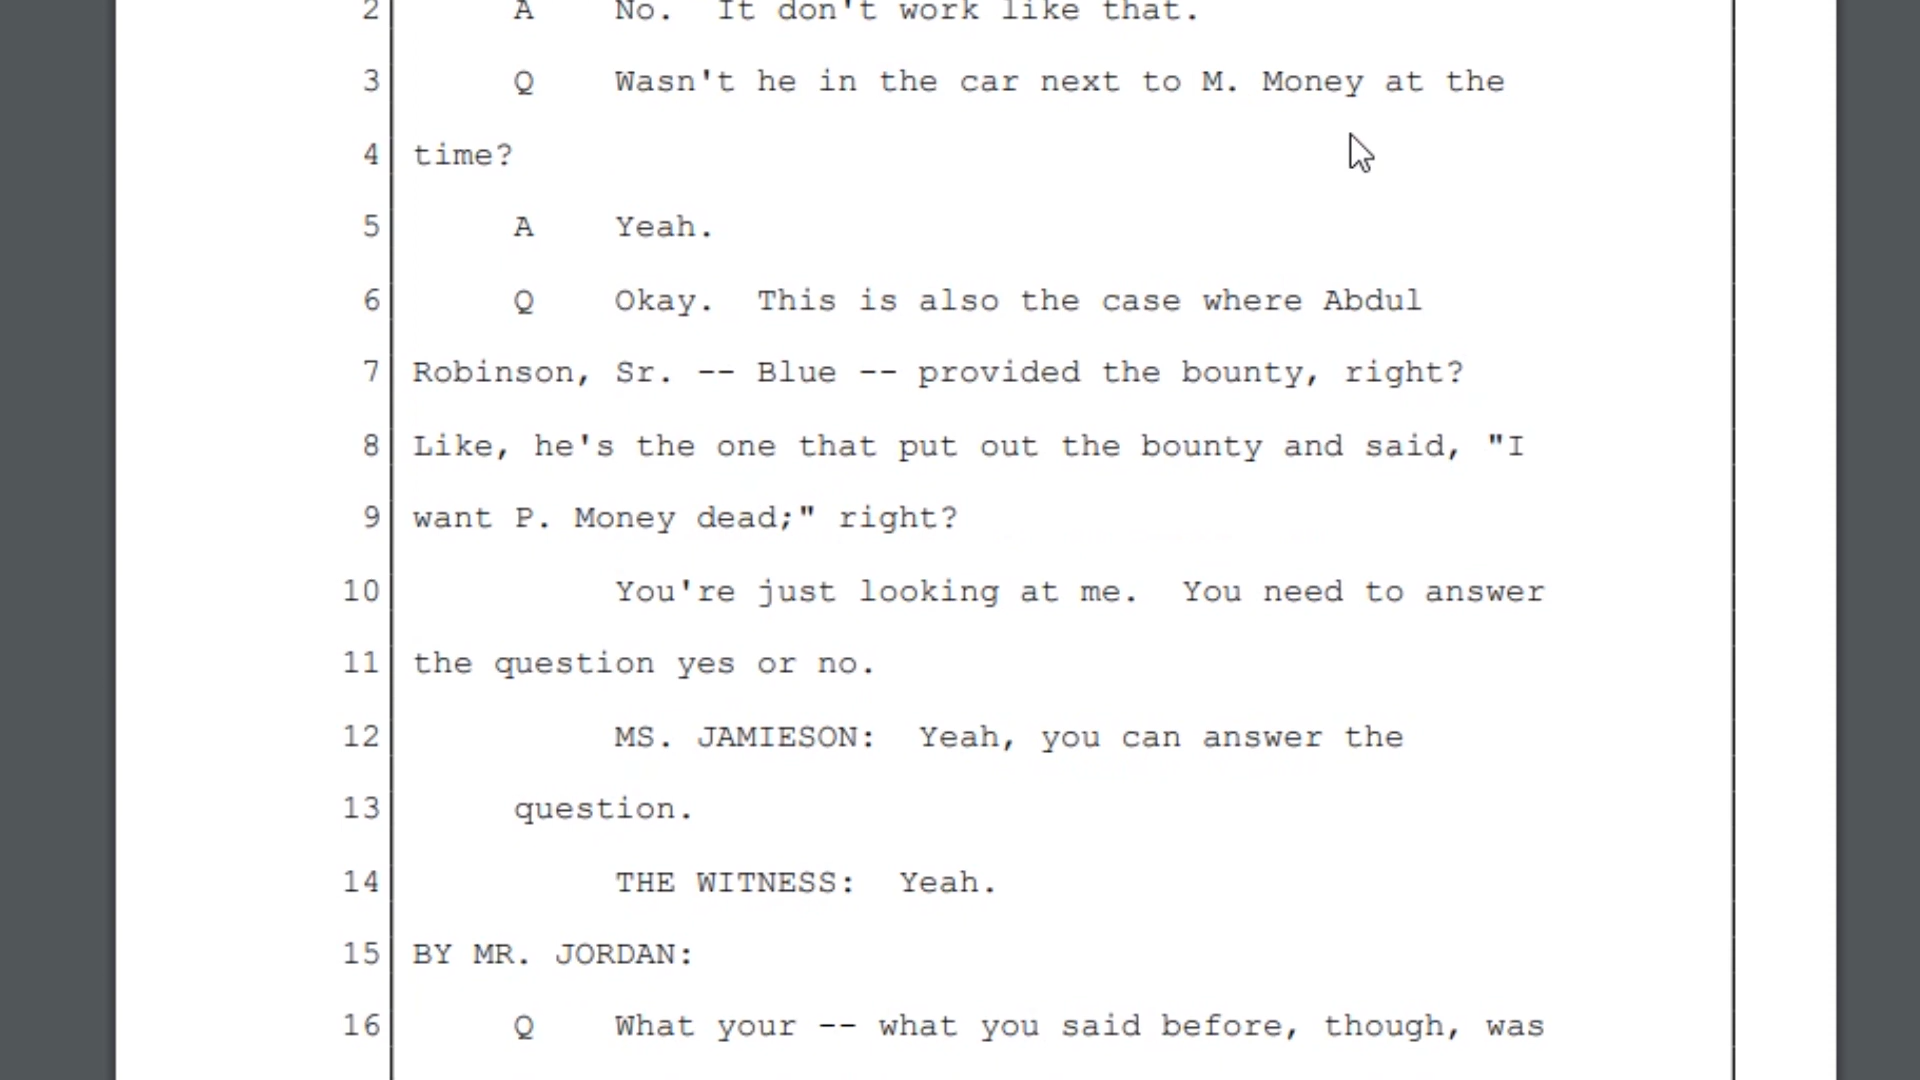 2 A No. It don't work like that.
3 Q Wasn't he in the car next to M. Money at the
4 time?
5 A Yeah.
6 Q Okay. This is also the case where Abdul
7 Robinson, Sr. -- Blue -- provided the bounty, right?
8 Like, he's the one that put out the bounty and said, "I
9 want P. Money dead;" right?
10 You're just looking at me. You need to answer
11 the question yes or no.
12 MS. JAMIESON: Yeah, you can answer the
13 question.
14 THE WITNESS: Yeah.
15 BY MR. JORDAN:
16 Q What your -- what you said before, though, was